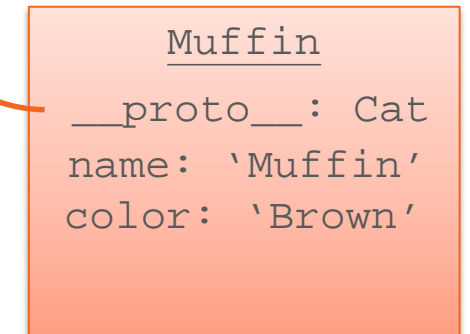 Muffin
__proto__: Cat
name: ‘Muffin’
color: ‘Brown’